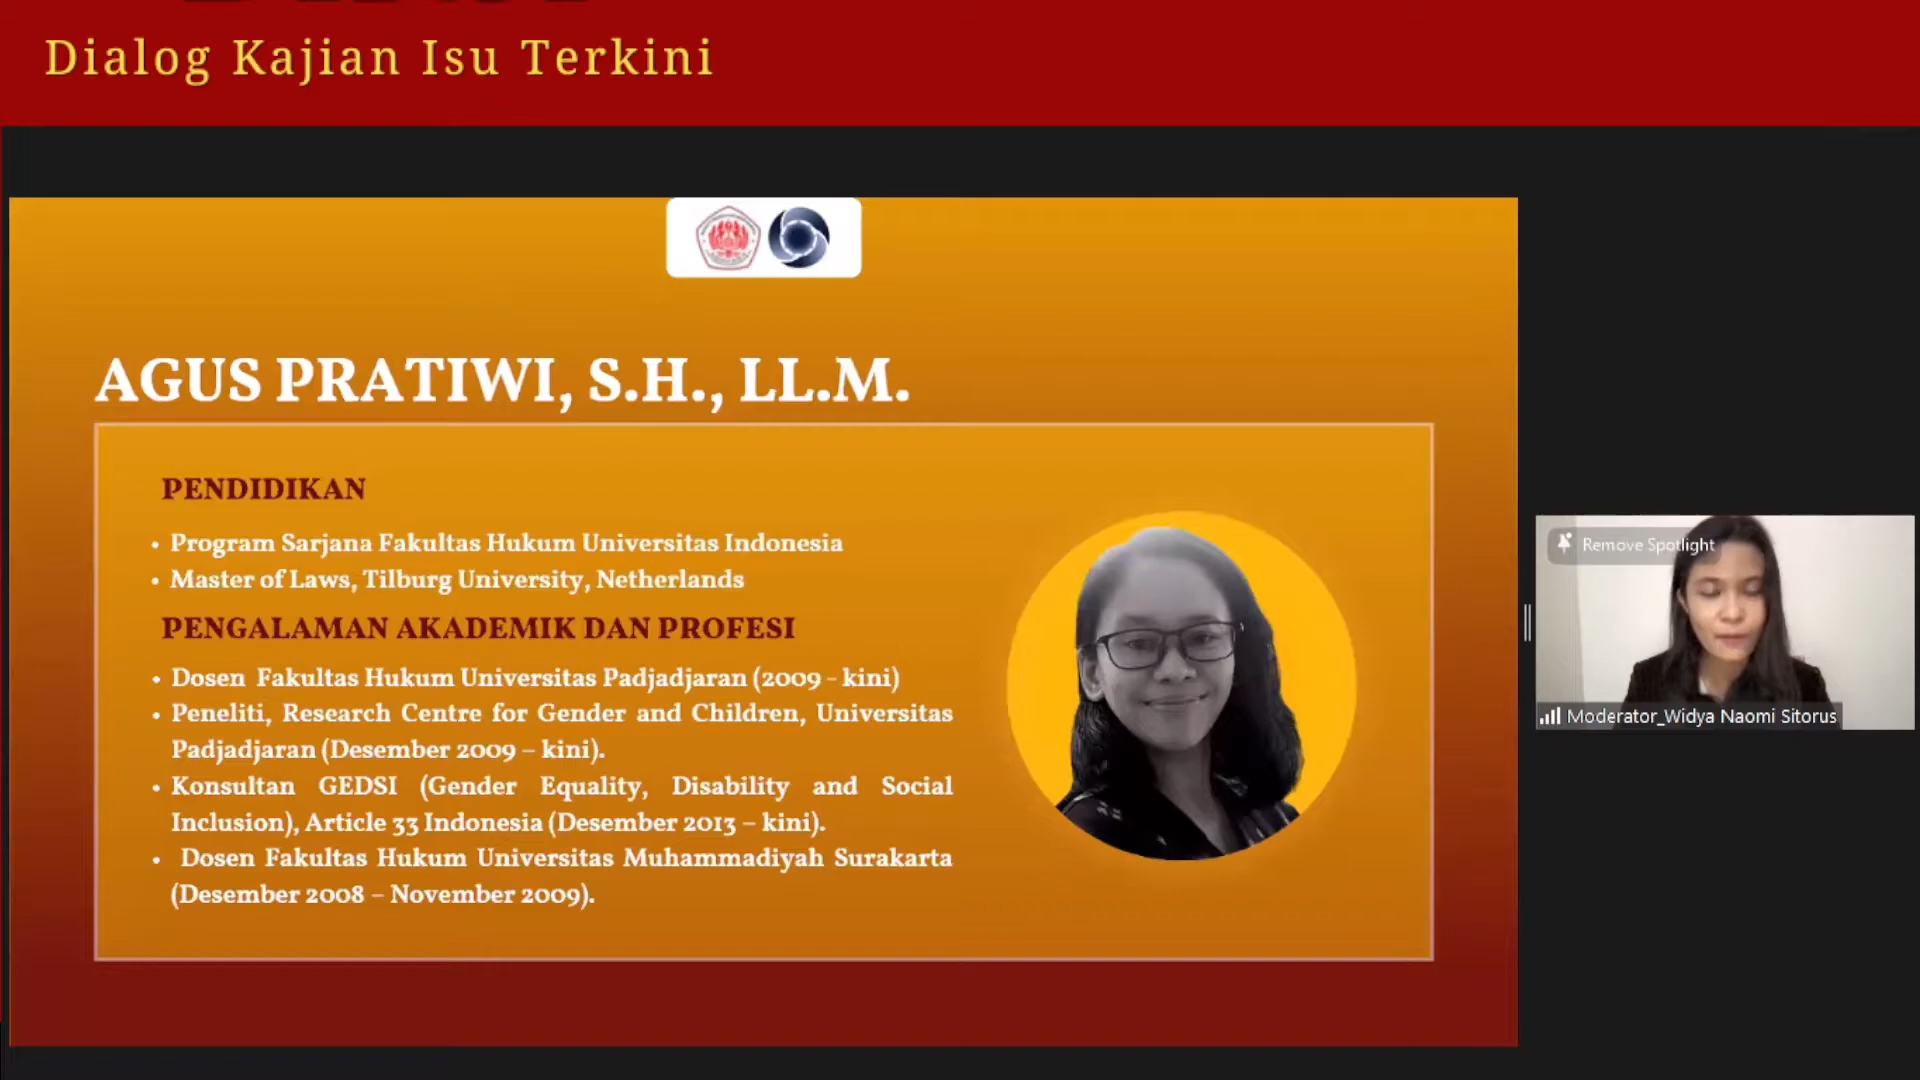 Dialog Kajian Isu Terkini
AGUS PRATIWI, S.H., LL.M.
PENDIDIKAN
• Program Sarjana Fakultas Hukum Universitas Indonesia
• Master of Laws, Tilburg University, Netherlands
PENGALAMAN AKADEMIK DAN PROFESI
• Dosen Fakultas Hukum Universitas Padjadjaran (2009 - kini)
• Peneliti, Research Centre for Gender and Children, Universitas
Padjadjaran (Desember 2009 – kini).
• Konsultan GEDSI (Gender Equality, Disability and Social
Inclusion), Article 33 Indonesia (Desember 2013 – kini).
• Dosen Fakultas Hukum Universitas Muhammadiyah Surakarta
(Desember 2008 – November 2009).
Remove Spotlight
Moderator_Widya Naomi Sitorus